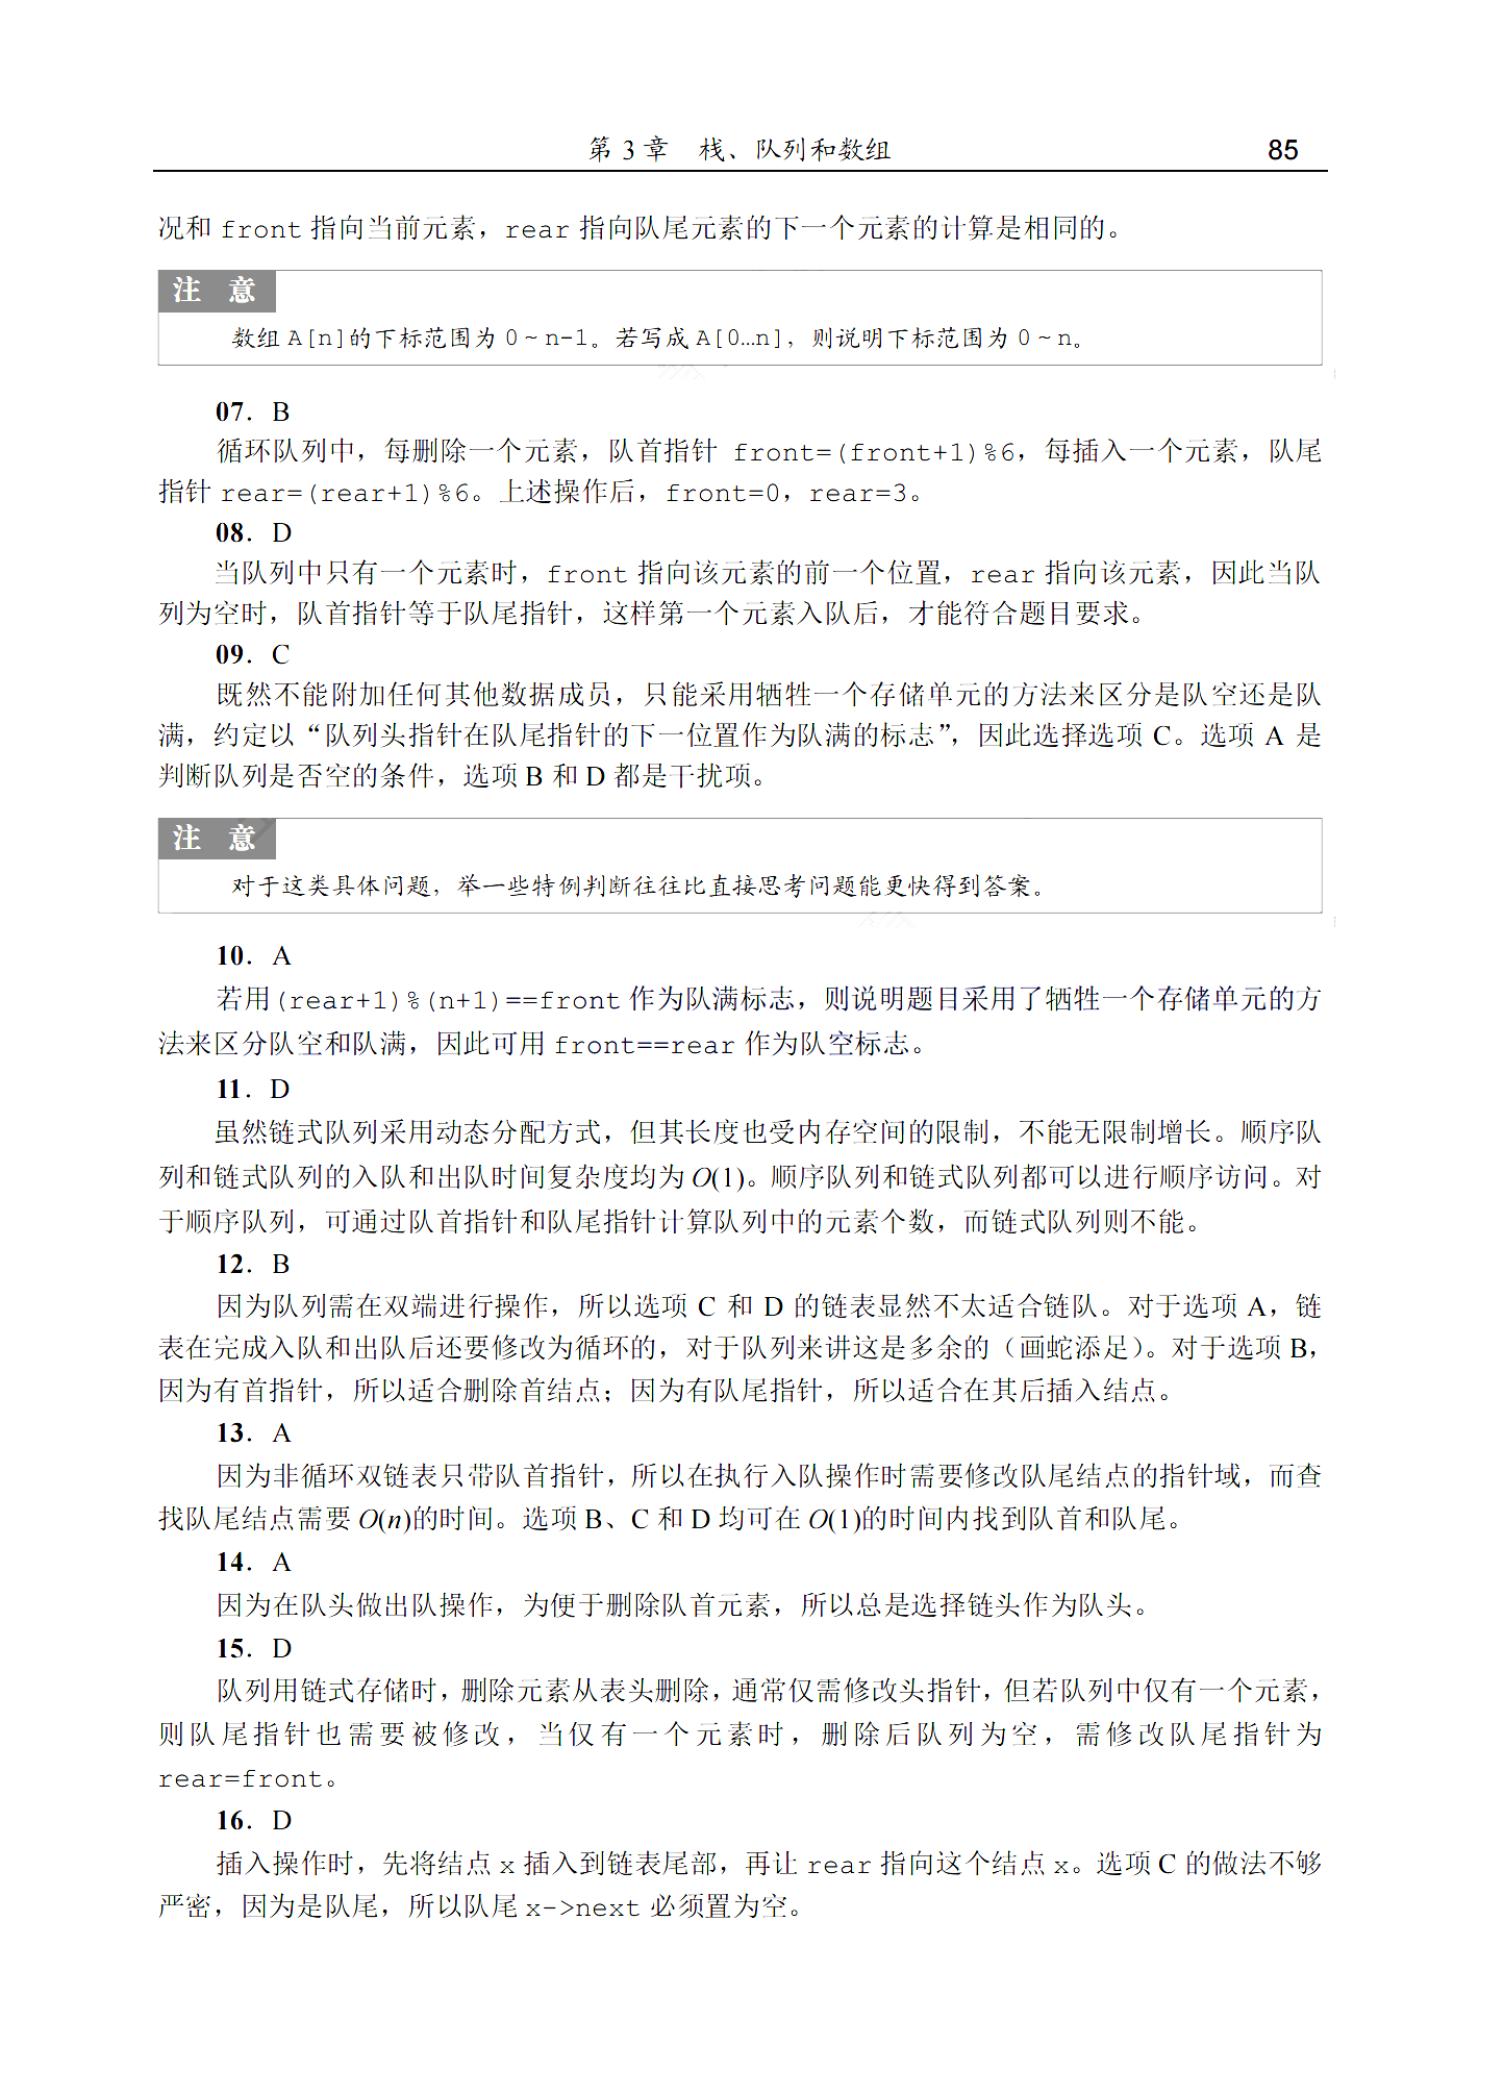 第 3 章 栈、队列和数组 85
况和 front 指向当前元素，rear 指向队尾元素的下一个元素的计算是相同的。
注 意
数组 A[n]的下标范围为 0～n-1。若写成 A[0…n]，则说明下标范围为 0～n。
07．B
循环队列中，每删除一个元素，队首指针 front=(front+1)%6，每插入一个元素，队尾
指针 rear=(rear+1)%6。上述操作后，front=0，rear=3。
08．D
当队列中只有一个元素时，front 指向该元素的前一个位置，rear 指向该元素，因此当队
列为空时，队首指针等于队尾指针，这样第一个元素入队后，才能符合题目要求。
09．C
既然不能附加任何其他数据成员，只能采用牺牲一个存储单元的方法来区分是队空还是队
满，约定以“队列头指针在队尾指针的下一位置作为队满的标志”，因此选择选项 C。选项 A 是
判断队列是否空的条件，选项 B 和 D 都是干扰项。
注 意
对于这类具体问题，举一些特例判断往往比直接思考问题能更快得到答案。
10．A
若用(rear+1)%(n+1)==front 作为队满标志，则说明题目采用了牺牲一个存储单元的方
法来区分队空和队满，因此可用 front==rear 作为队空标志。
11．D
虽然链式队列采用动态分配方式，但其长度也受内存空间的限制，不能无限制增长。顺序队
列和链式队列的入队和出队时间复杂度均为 O(1)。顺序队列和链式队列都可以进行顺序访问。对
于顺序队列，可通过队首指针和队尾指针计算队列中的元素个数，而链式队列则不能。
12．B
因为队列需在双端进行操作，所以选项 C 和 D 的链表显然不太适合链队。对于选项 A，链
表在完成入队和出队后还要修改为循环的，对于队列来讲这是多余的（画蛇添足）。对于选项 B，
因为有首指针，所以适合删除首结点；因为有队尾指针，所以适合在其后插入结点。
13．A
因为非循环双链表只带队首指针，所以在执行入队操作时需要修改队尾结点的指针域，而查
找队尾结点需要 O(n)的时间。选项 B、C 和 D 均可在 O(1)的时间内找到队首和队尾。
14．A
因为在队头做出队操作，为便于删除队首元素，所以总是选择链头作为队头。
15．D
队列用链式存储时，删除元素从表头删除，通常仅需修改头指针，但若队列中仅有一个元素，
则队尾指针也需要被修改，当仅有一个元素时，删除后队列为空，需修改队尾指针为
rear=front。
16．D
插入操作时，先将结点 x 插入到链表尾部，再让 rear 指向这个结点 x。选项 C 的做法不够
严密，因为是队尾，所以队尾 x->next 必须置为空。